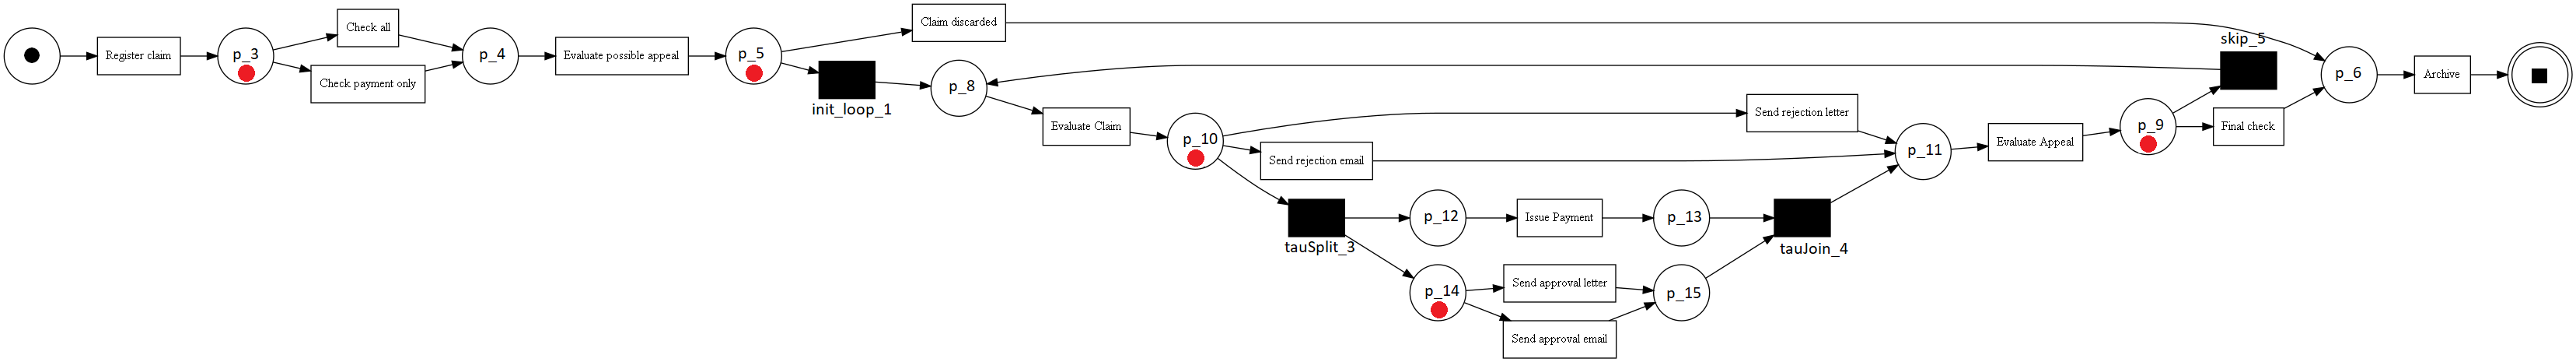 Register claim
p_3
Check all
Check payment only
p_4
Evaluate possible appeal
p_5
Claim discarded
init_loop_1
p_8
Evaluate Claim
p_10
Send rejection letter
Send rejection email
tauSplit_3
p_12
Issue Payment
p_13
tauJoin_4
p_14
Send approval letter
Send approval email
p_15
p_11
Evaluate Appeal
p_9
skip_5
Final check
p_6
Archive